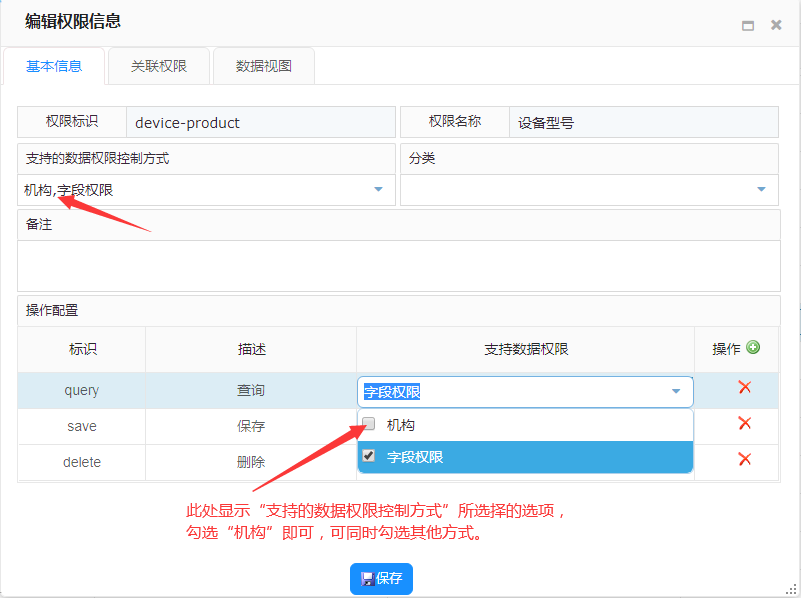 编辑权限信息
基本信息 关联权限 数据视图
权限标识 device-product 权限名称 设备型号
支持的数据权限控制方式 分类
机构,字段权限
备注
操作配置
标识 描述 支持数据权限 操作
query 查询 字段权限
save 保存 机构
delete 删除 字段权限
此处显示“支持的数据权限控制方式”所选择的选项，
勾选“机构”即可，可同时勾选其他方式。
保存